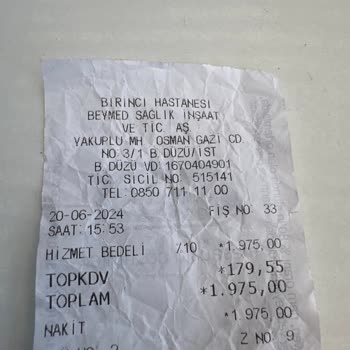 BİRİNCİ HASTANESİ
BEYMED SAĞLIK İNŞAAT
VE TİC AŞ
YAKUPLU MH OSMAN GAZİ CD
NO 3/1 B.DÜZÜ/İST
B.DÜZÜ VD 1670404901
TİC. SİCİL NO: 515141
TEL: 0850 711 11 00
20-06-2024 FİŞ NO: 33
SAAT: 15:53
HİZMET BEDELİ %10 *1.975,00
TOPKDV *179,55
TOPLAM *1.975,00
NAKİT *1.975,00
Z NO 9